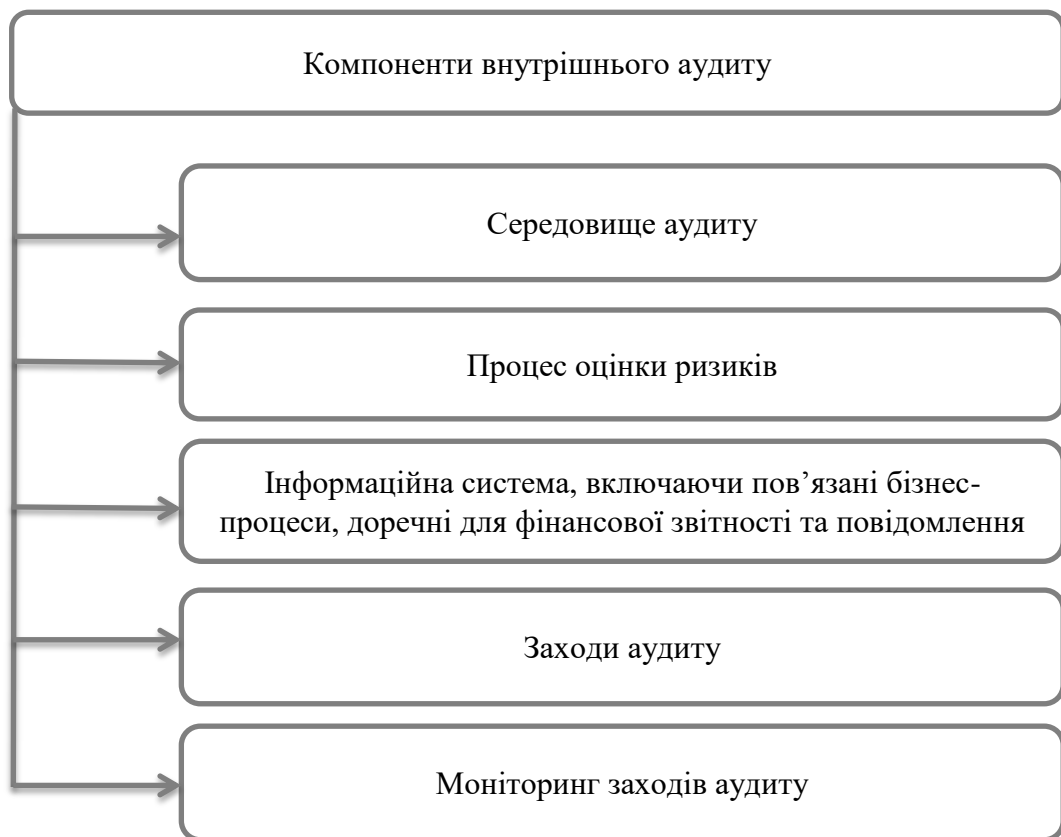 Компоненти внутрішнього аудиту
Середовище аудиту
Процес оцінки ризиків
Інформаційна система, включаючи пов’язані бізнес-
процеси, доречні для фінансової звітності та повідомлення
Заходи аудиту
Моніторинг заходів аудиту